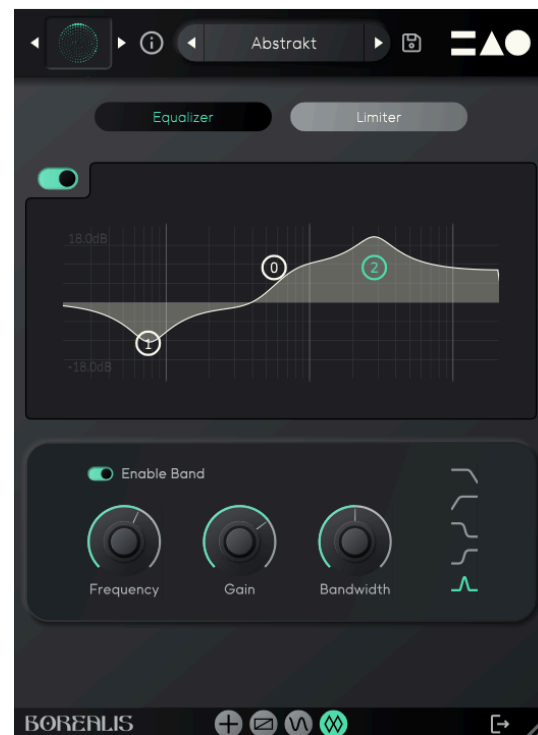 Abstrakt
Equalizer
Limiter
18.0dB
0
2
1
-18.0dB
Enable Band
Frequency
Gain
Bandwidth
BOREALIS